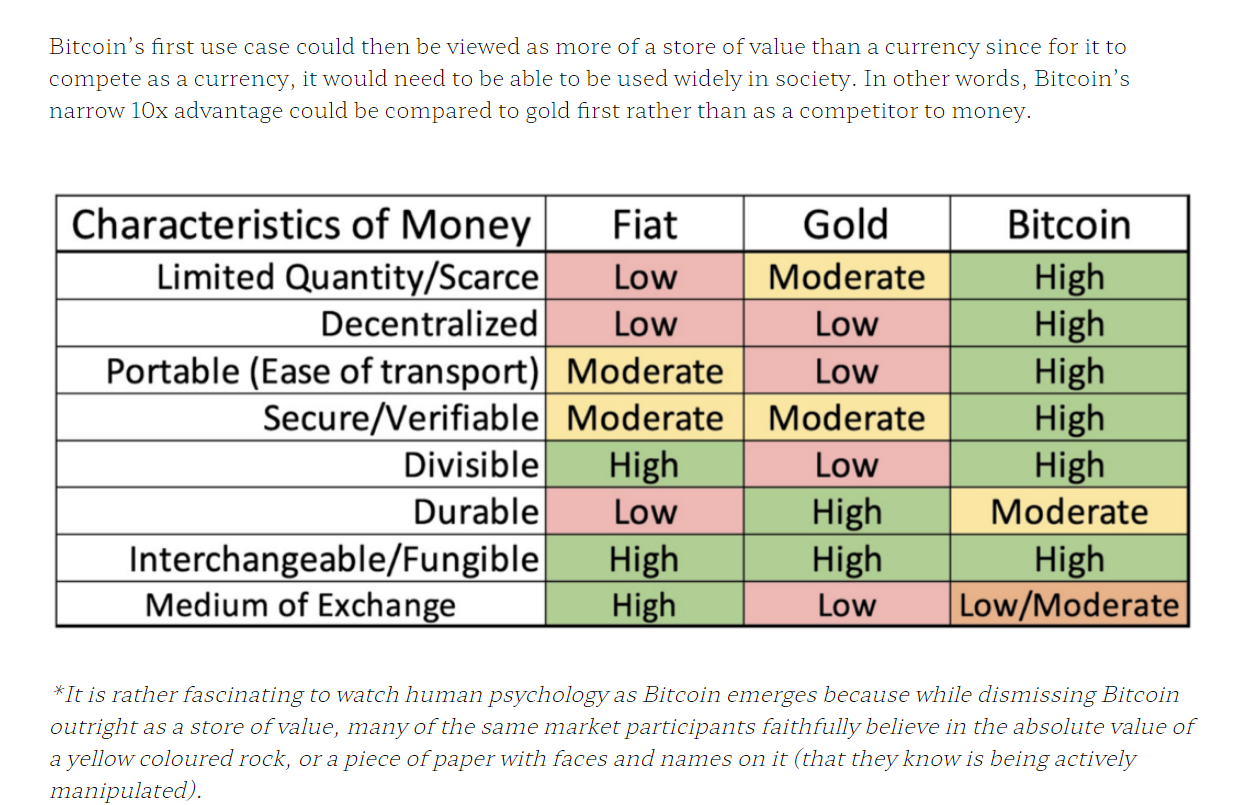 Bitcoin’s first use case could then be viewed as more of a store of value than a currency since for it to
compete as a currency, it would need to be able to be used widely in society. In other words, Bitcoin’s
narrow 10x advantage could be compared to gold first rather than as a competitor to money.
Characteristics of Money Fiat Gold Bitcoin
Limited Quantity/Scarce Low Moderate High
Decentralized Low Low High
Portable (Ease of transport) Moderate Low High
Secure/Verifiable Moderate Moderate High
Divisible High Low High
Durable Low High Moderate
Interchangeable/Fungible High High High
Medium of Exchange High Low Low/Moderate
*It is rather fascinating to watch human psychology as Bitcoin emerges because while dismissing Bitcoin
outright as a store of value, many of the same market participants faithfully believe in the absolute value of
a yellow coloured rock, or a piece of paper with faces and names on it (that they know is being actively
manipulated).